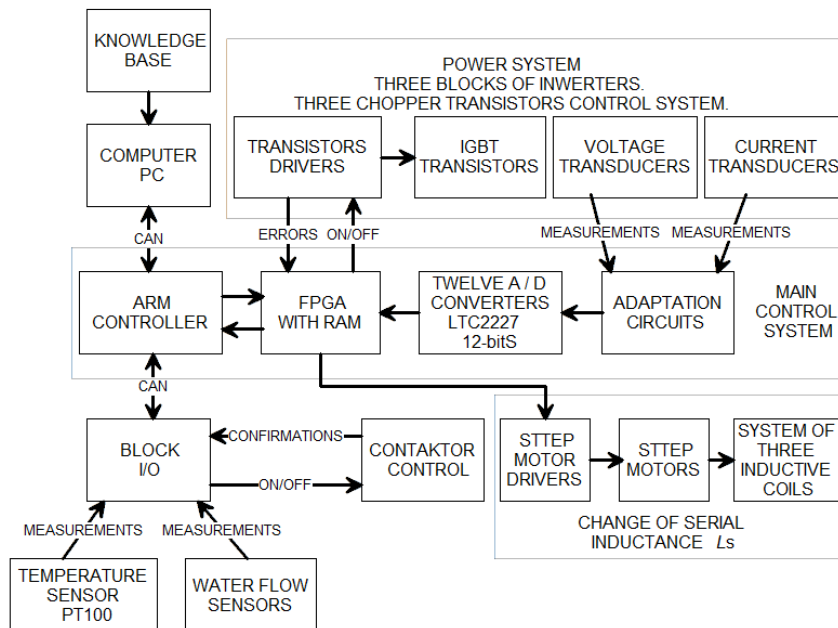 KNOWLEDGE
BASE
POWER SYSTEM
THREE BLOCKS OF INWERTERS.
THREE CHOPPER TRANSISTORS CONTROL SYSTEM.
COMPUTER
PC
TRANSISTORS
DRIVERS
IGBT
TRANSISTORS
VOLTAGE
TRANSDUCERS
CURRENT
TRANSDUCERS
CAN
ERRORS
ON/OFF
MEASUREMENTS
MEASUREMENTS
ARM
CONTROLLER
FPGA
WITH RAM
TWELVE A / D
CONVERTERS
LTC2227
12-bitS
ADAPTATION
CIRCUITS
MAIN
CONTROL
SYSTEM
CAN
BLOCK
I/O
CONFIRMATIONS
ON/OFF
CONTAKTOR
CONTROL
STTEP
MOTOR
DRIVERS
STTEP
MOTORS
SYSTEM OF
THREE
INDUCTIVE
COILS
CHANGE OF SERIAL
INDUCTANCE Ls
MEASUREMENTS
MEASUREMENTS
TEMPERATURE
SENSOR
PT100
WATER FLOW
SENSORS